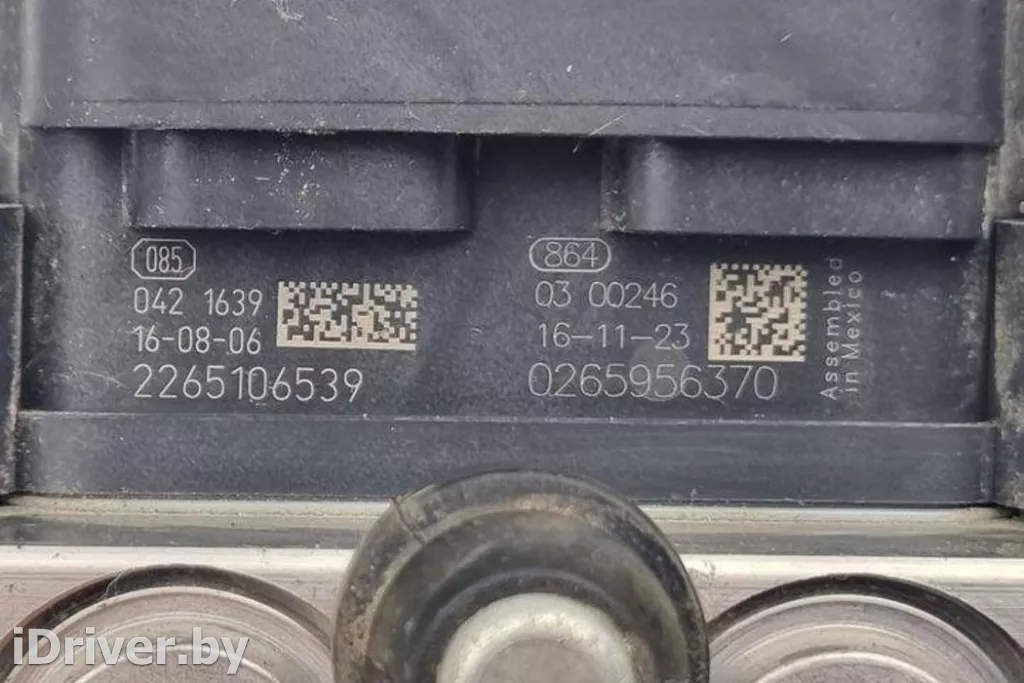 085
042 1639
16-08-06
2265106539
864
03 00246
16-11-23
0265956370
Assembled
in Mexico
iDriver.by